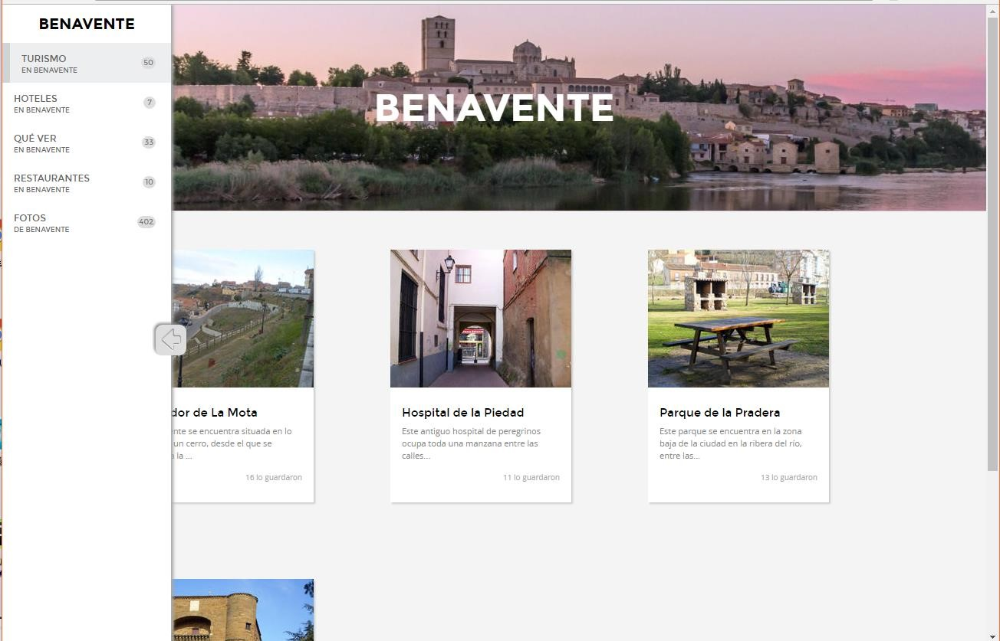 BENAVENTE
TURISMO
EN BENAVENTE
50
HOTELES
EN BENAVENTE
7
QUÉ VER
EN BENAVENTE
33
RESTAURANTES
EN BENAVENTE
10
FOTOS
DE BENAVENTE
402
BENAVENTE
dor de La Mota
nte se encuentra situada en lo
un cerro, desde el que se
a la ...
16 lo guardaron
Hospital de la Piedad
Este antiguo hospital de peregrinos
ocupa toda una manzana entre las
calles...
11 lo guardaron
Parque de la Pradera
Este parque se encuentra en la zona
baja de la ciudad en la ribera del río,
entre las...
13 lo guardaron